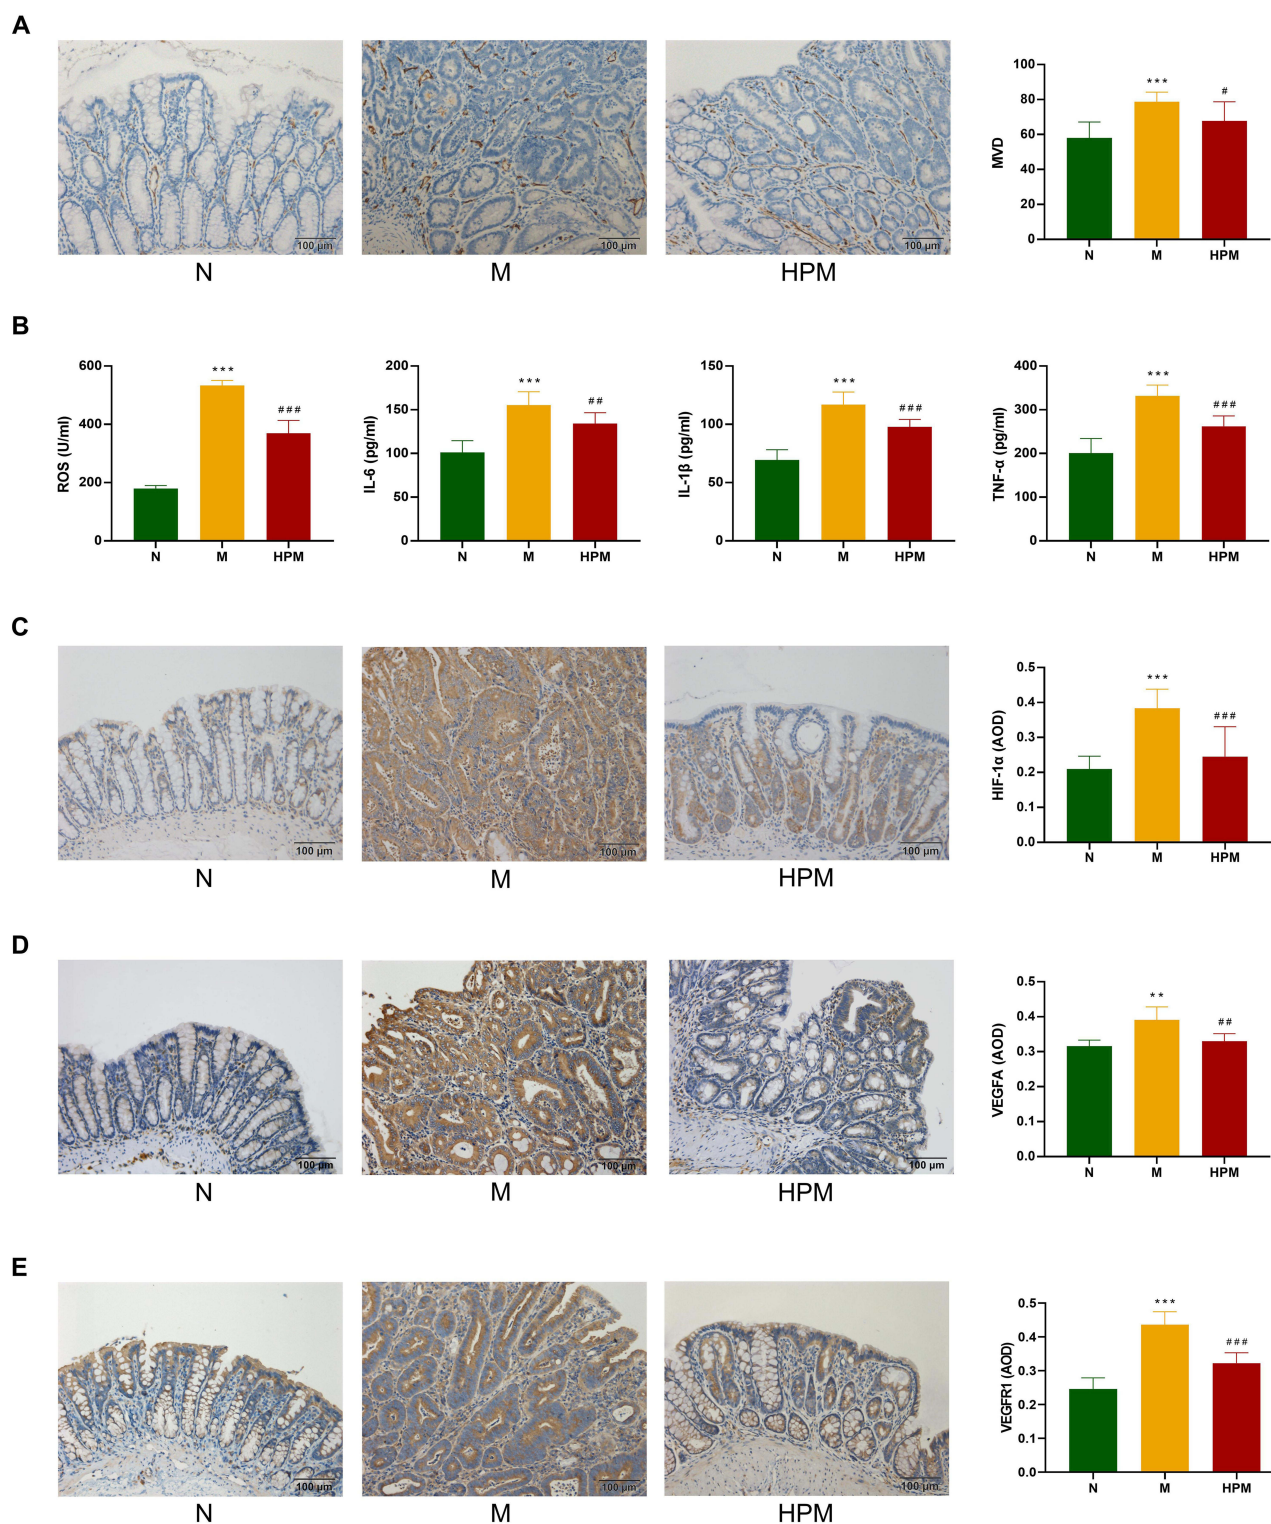 A
100 μm
100 μm
100 μm
N
M
HPM
MVD
100
80
60
40
20
0
***
#
N
M
HPM
B
ROS (U/ml)
600
400
200
0
***
###
N
M
HPM
IL-6 (pg/ml)
200
150
100
50
0
***
##
N
M
HPM
IL-1β (pg/ml)
150
100
50
0
***
###
N
M
HPM
TNF-α (pg/ml)
400
300
200
100
0
***
###
N
M
HPM
C
100 μm
100 μm
100 μm
N
M
HPM
HIF-1α (AOD)
0.5
0.4
0.3
0.2
0.1
0.0
***
###
N
M
HPM
D
100 μm
100 μm
100 μm
N
M
HPM
VEGFA (AOD)
0.5
0.4
0.3
0.2
0.1
0.0
**
##
N
M
HPM
E
100 μm
100 μm
100 μm
N
M
HPM
VEGFR1 (AOD)
0.5
0.4
0.3
0.2
0.1
0.0
***
###
N
M
HPM